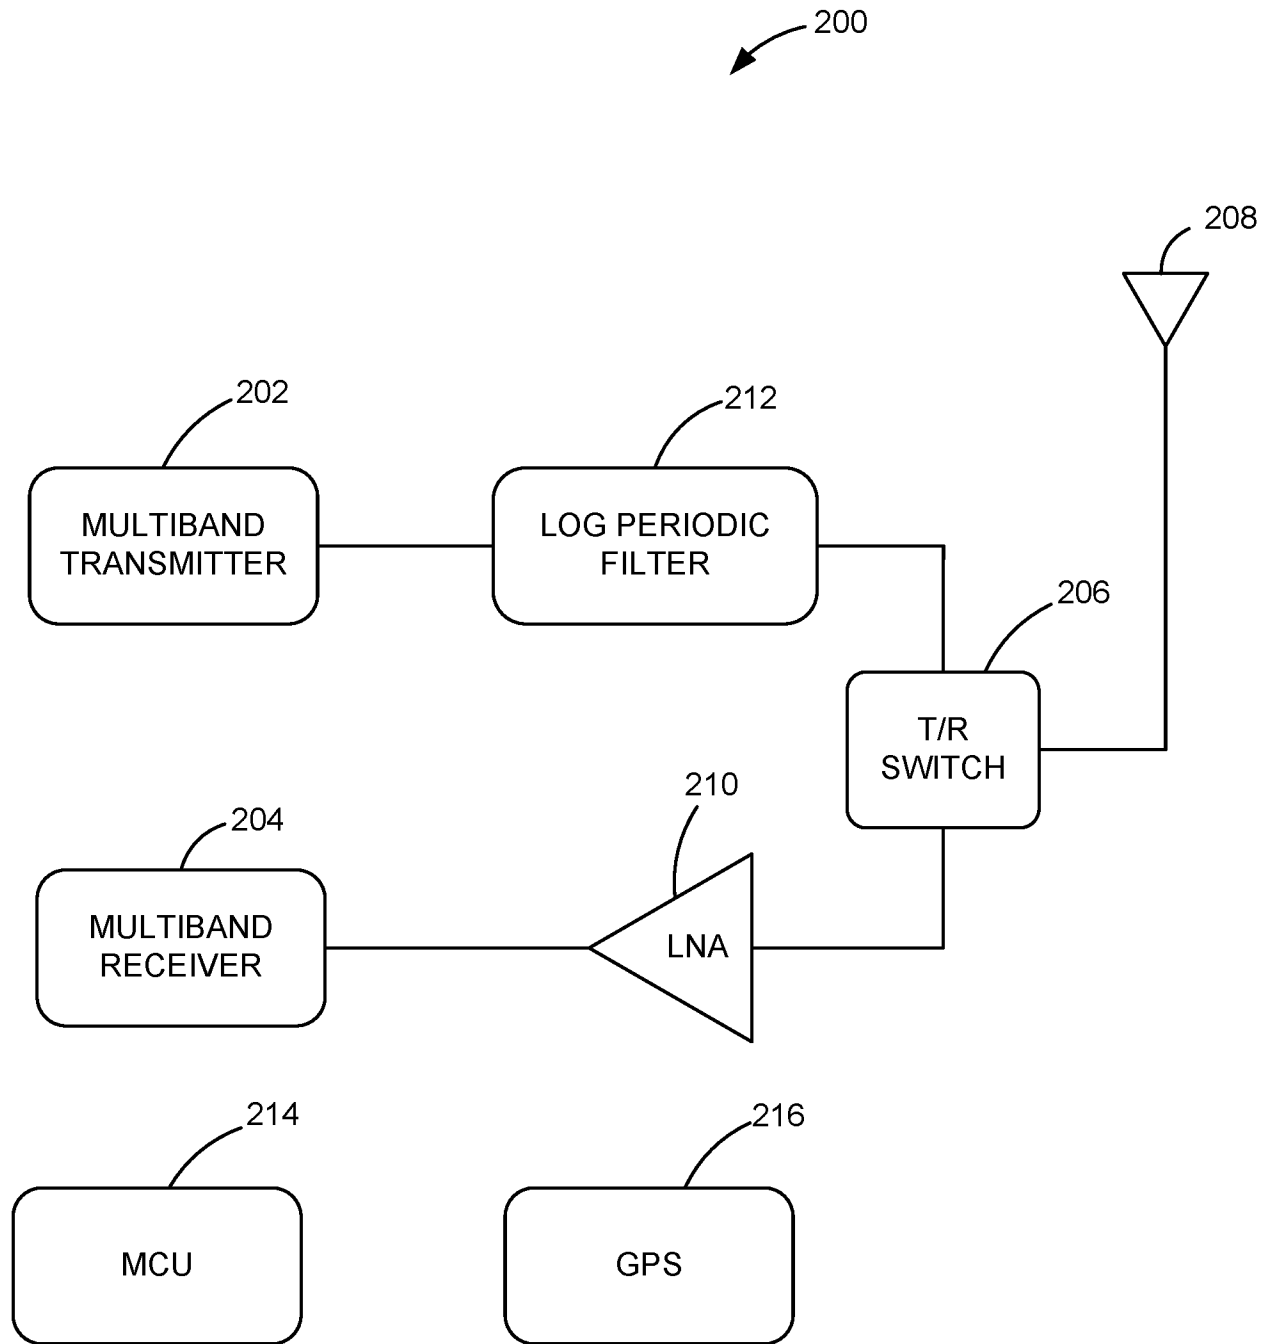 200
208
202
212
MULTIBAND
TRANSMITTER
LOG PERIODIC
FILTER
206
T/R
SWITCH
210
204
LNA
MULTIBAND
RECEIVER
214
216
MCU
GPS